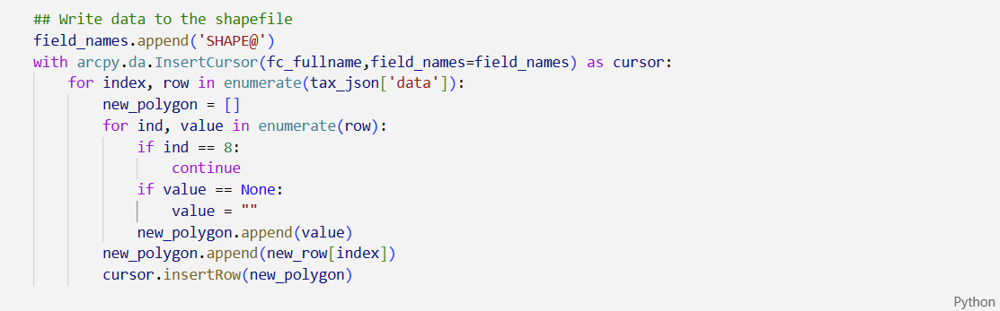 ## Write data to the shapefile
field_names.append('SHAPE@')
with arcpy.da.InsertCursor(fc_fullname,field_names=field_names) as cursor:
    for index, row in enumerate(tax_json['data']):
        new_polygon = []
        for ind, value in enumerate(row):
            if ind == 8:
                continue
            if value == None:
                value = ""
            new_polygon.append(value)
        new_polygon.append(new_row[index])
        cursor.insertRow(new_polygon)
Python